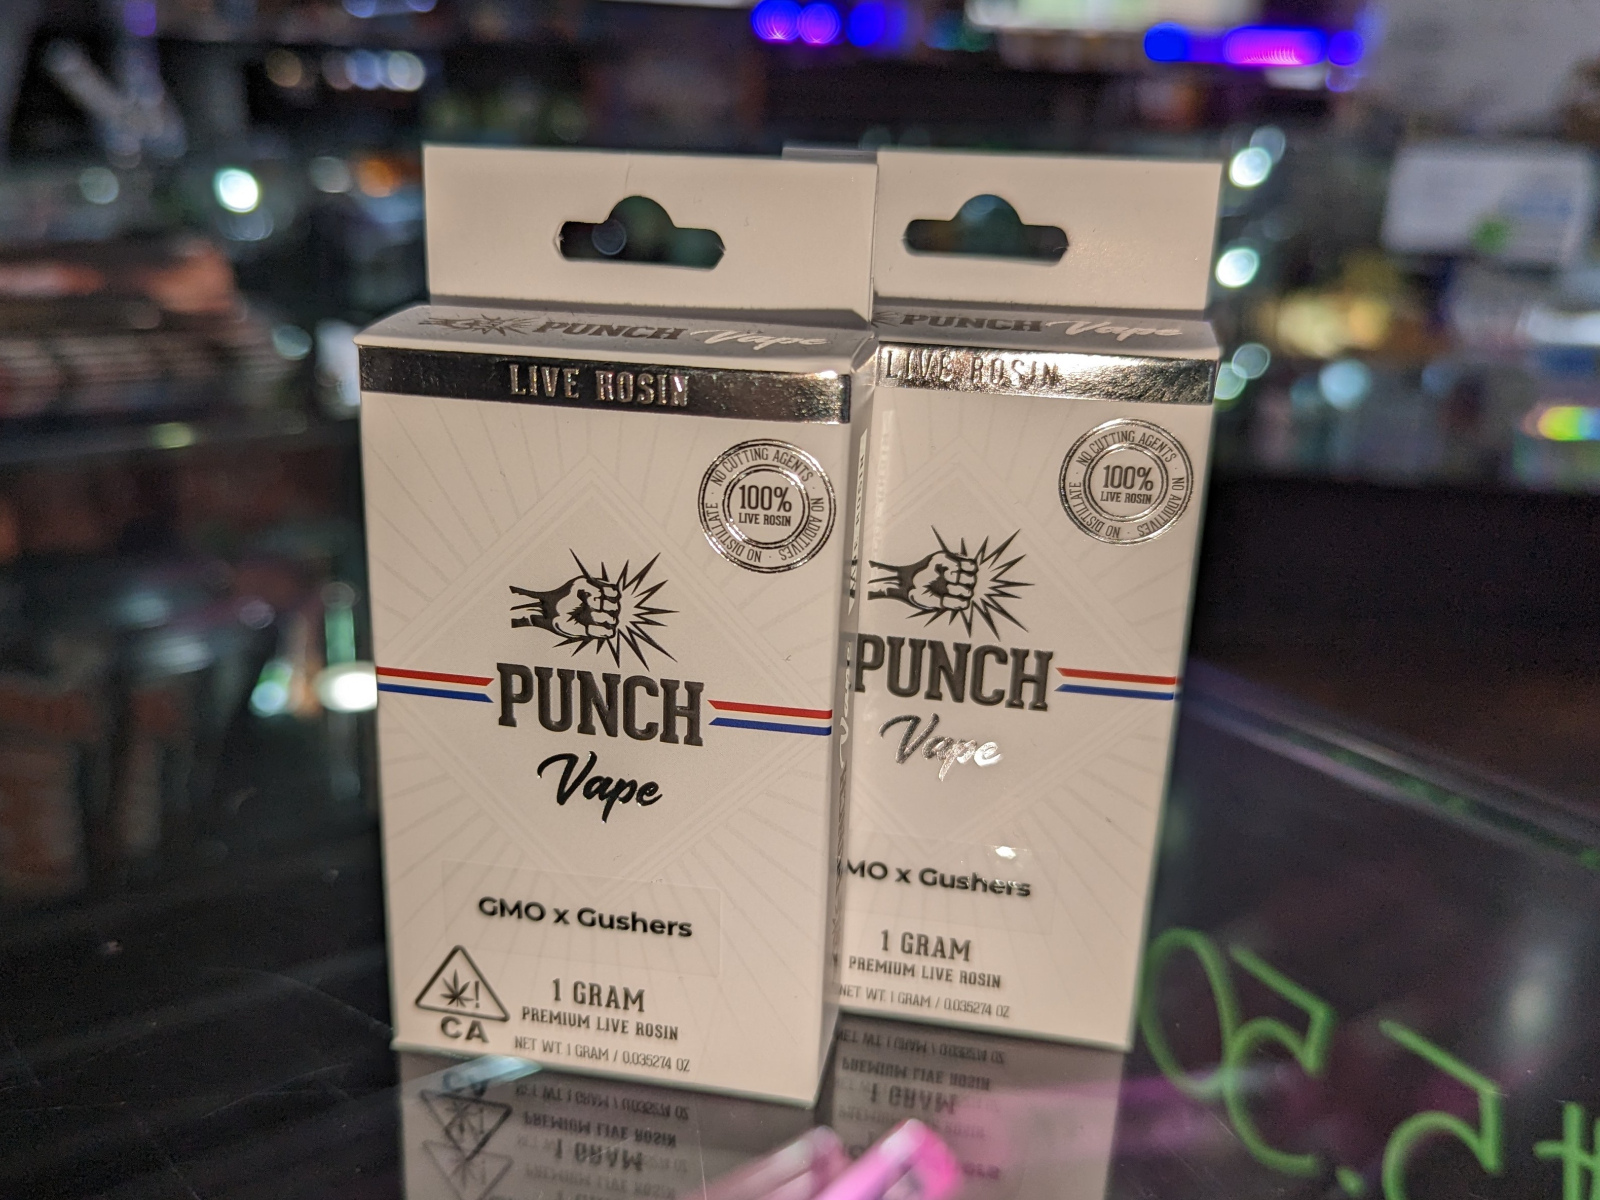 PUNCH Vape
LIVE ROSIN
NO CUTTING AGENTS · NO ADDITIVES · NO DISTILLATE ·
100%
LIVE ROSIN
PUNCH
Vape
GMO x Gushers
CA
1 GRAM
PREMIUM LIVE ROSIN
NET WT. 1 GRAM / 0.035274 OZ
PUNCH Vape
LIVE ROSIN
NO CUTTING AGENTS · NO ADDITIVES · NO DISTILLATE ·
100%
LIVE ROSIN
PUNCH
Vape
MO x Gushers
1 GRAM
PREMIUM LIVE ROSIN
NET WT. 1 GRAM / 0.035274 OZ